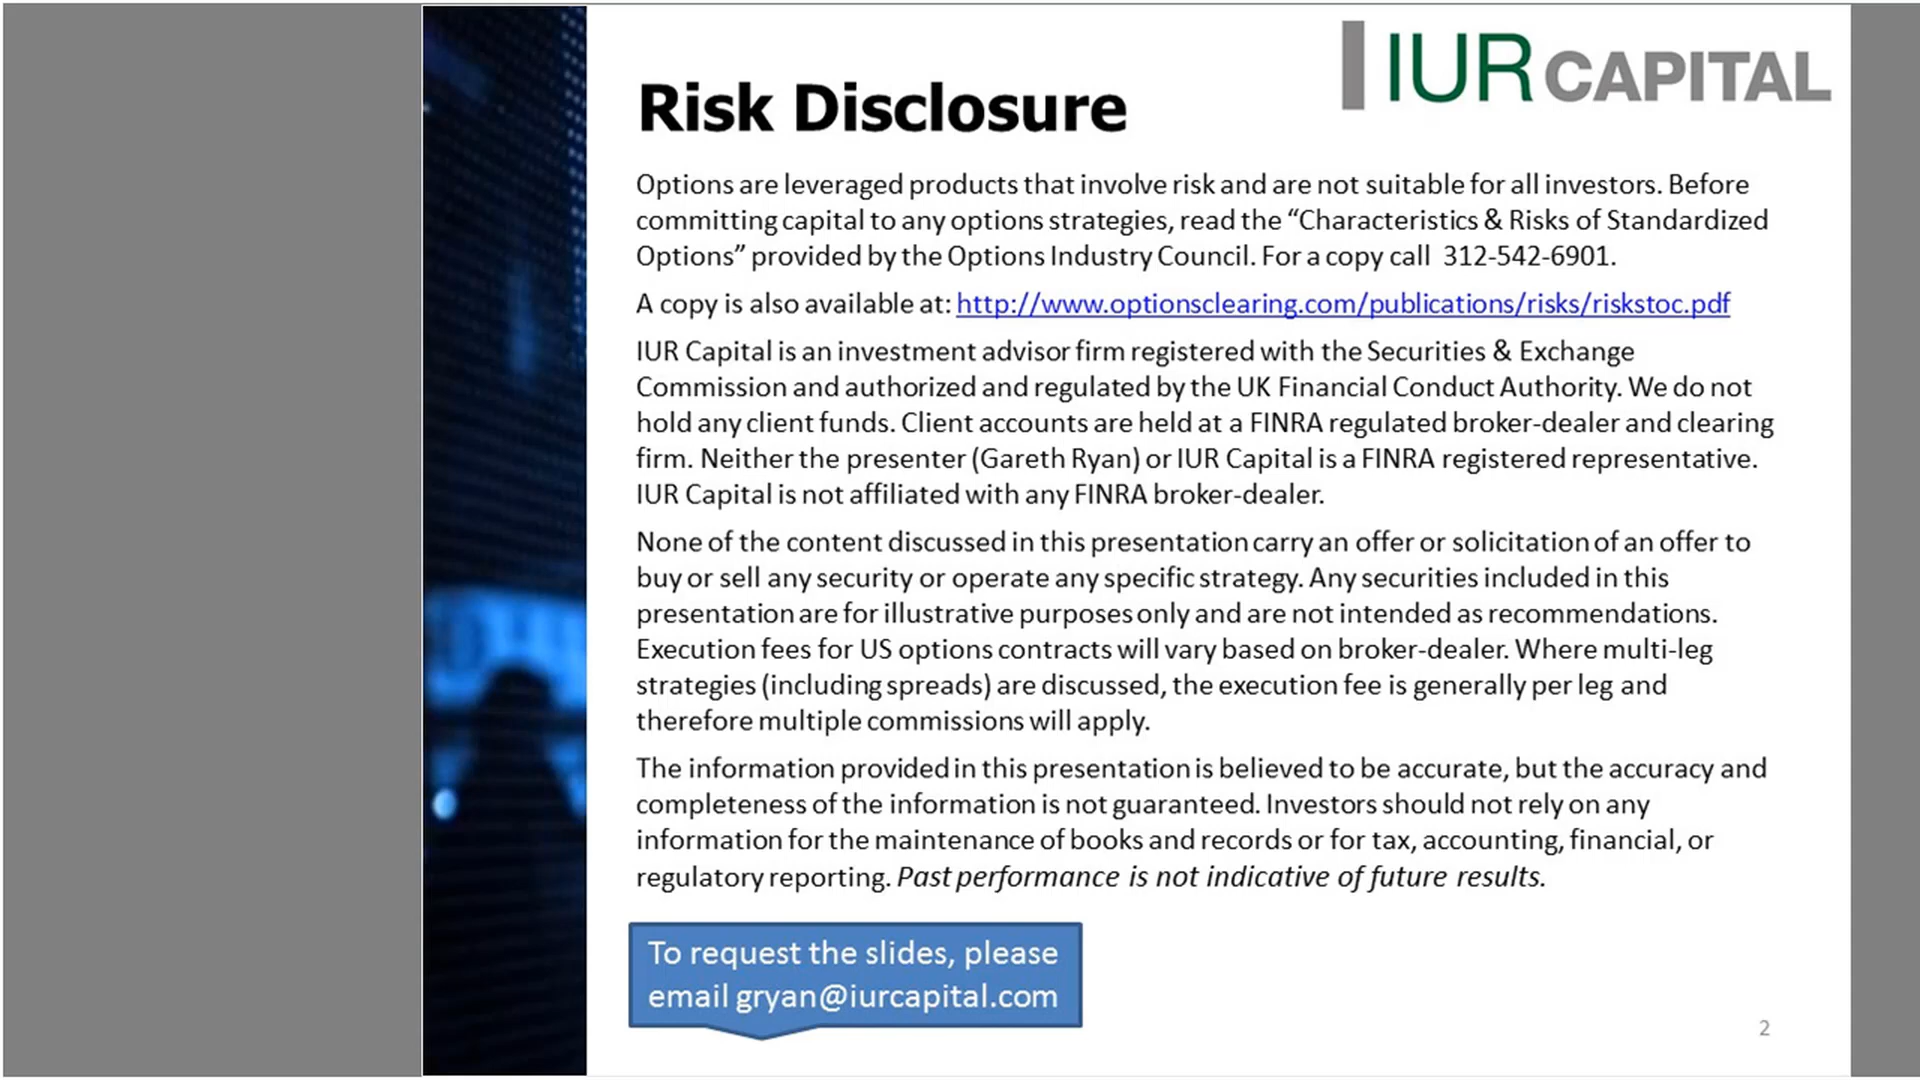 IUR CAPITAL
Risk Disclosure
Options are leveraged products that involve risk and are not suitable for all investors. Before
committing capital to any options strategies, read the “Characteristics & Risks of Standardized
Options” provided by the Options Industry Council. For a copy call 312-542-6901.
A copy is also available at: http://www.optionsclearing.com/publications/risks/riskstoc.pdf
IUR Capital is an investment advisor firm registered with the Securities & Exchange
Commission and authorized and regulated by the UK Financial Conduct Authority. We do not
hold any client funds. Client accounts are held at a FINRA regulated broker-dealer and clearing
firm. Neither the presenter (Gareth Ryan) or IUR Capital is a FINRA registered representative.
IUR Capital is not affiliated with any FINRA broker-dealer.
None of the content discussed in this presentation carry an offer or solicitation of an offer to
buy or sell any security or operate any specific strategy. Any securities included in this
presentation are for illustrative purposes only and are not intended as recommendations.
Execution fees for US options contracts will vary based on broker-dealer. Where multi-leg
strategies (including spreads) are discussed, the execution fee is generally per leg and
therefore multiple commissions will apply.
The information provided in this presentation is believed to be accurate, but the accuracy and
completeness of the information is not guaranteed. Investors should not rely on any
information for the maintenance of books and records or for tax, accounting, financial, or
regulatory reporting. Past performance is not indicative of future results.
To request the slides, please
email gryan@iurcapital.com
2